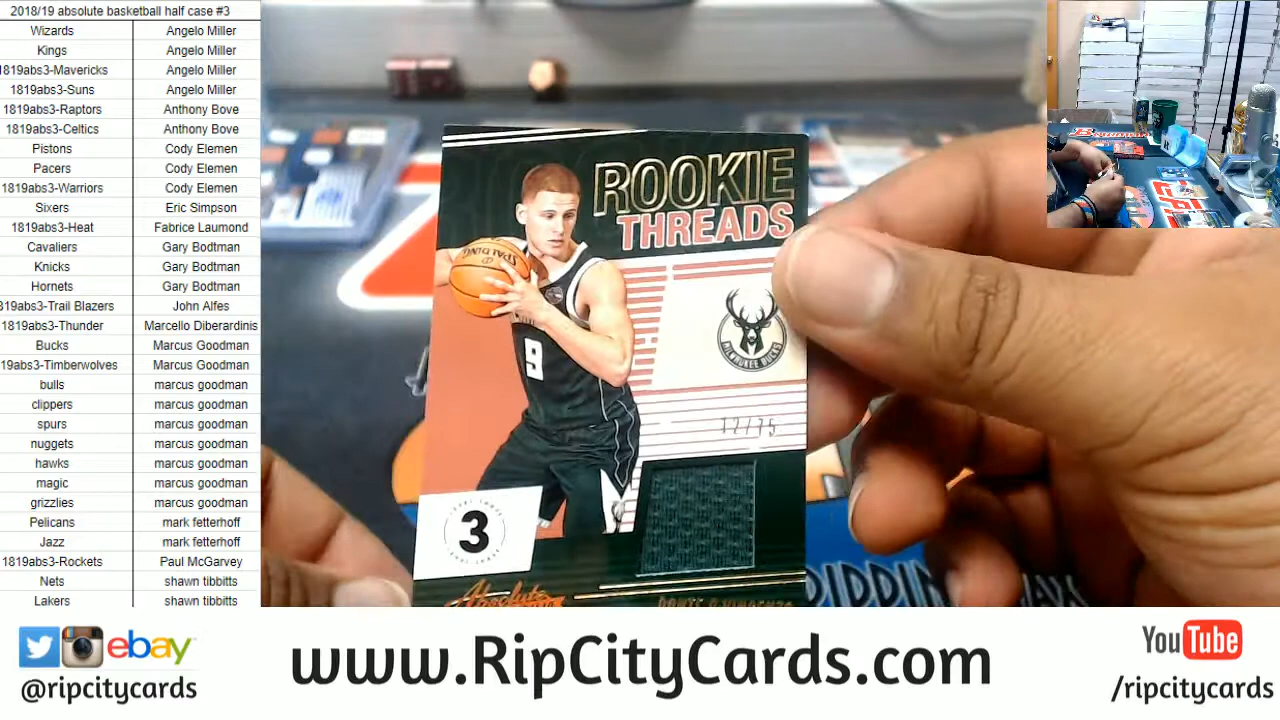 2018/19 absolute basketball half case #3
Wizards Angelo Miller
Kings Angelo Miller
1819abs3-Mavericks Angelo Miller
1819abs3-Suns Angelo Miller
1819abs3-Raptors Anthony Bove
1819abs3-Celtics Anthony Bove
Pistons Cody Elemen
Pacers Cody Elemen
1819abs3-Warriors Cody Elemen
Sixers Eric Simpson
1819abs3-Heat Fabrice Laumond
Cavaliers Gary Bodtman
Knicks Gary Bodtman
Hornets Gary Bodtman
819abs3-Trail Blazers John Alfes
1819abs3-Thunder Marcello Diberardinis
Bucks Marcus Goodman
19abs3-Timberwolves Marcus Goodman
bulls marcus goodman
clippers marcus goodman
spurs marcus goodman
nuggets marcus goodman
hawks marcus goodman
magic marcus goodman
grizzlies marcus goodman
Pelicans mark fetterhoff
Jazz mark fetterhoff
1819abs3-Rockets Paul McGarvey
Nets shawn tibbitts
Lakers shawn tibbitts
ROOKIE
THREADS
SPALDING
9
MILWAUKEE BUCKS
12/75
3
Absolute
RIPPIN
@ripcitycards
ebay
www.RipCityCards.com
YouTube
/ripcitycards